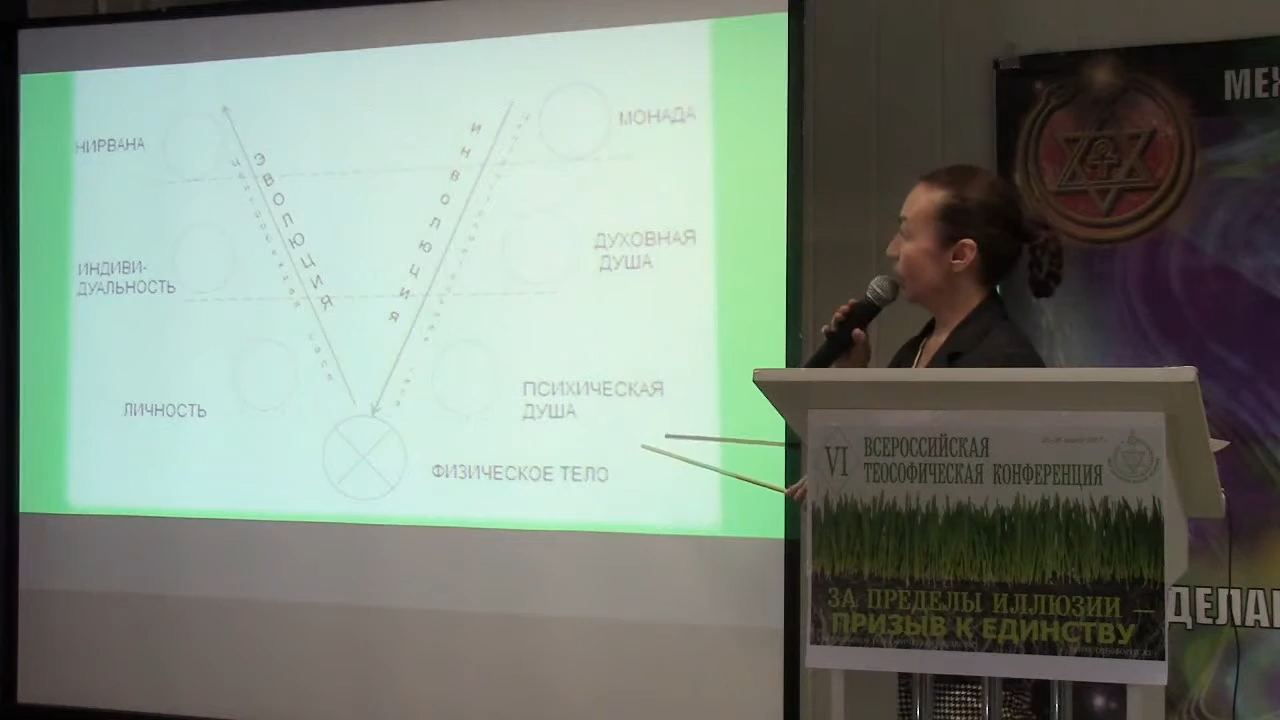 НИРВАНА
МОНАДА
ЭВОЛЮЦИЯ
ИНВОЛЮЦИЯ
ИНДИВИ-
ДУАЛЬНОСТЬ
ДУХОВНАЯ
ДУША
ЛИЧНОСТЬ
ПСИХИЧЕСКАЯ
ДУША
ФИЗИЧЕСКОЕ ТЕЛО
VI ВСЕРОССИЙСКАЯ
ТЕОСОФИЧЕСКАЯ КОНФЕРЕНЦИЯ
ЗА ПРЕДЕЛЫ ИЛЛЮЗИИ —
ПРИЗЫВ К ЕДИНСТВУ
МЕЖ
ДЕЛАЙ